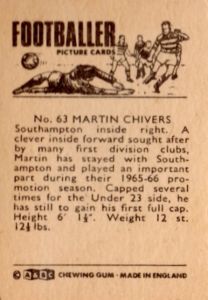 FOOTBALLER
PICTURE CARDS
No. 63 MARTIN CHIVERS
Southampton inside right. A
clever inside forward sought after
by many first division clubs,
Martin has stayed with South-
ampton and played an important
part during their 1965-66 pro-
motion season. Capped several
times for the Under 23 side, he
has still to gain his first full cap.
Height 6' 1½". Weight 12 st.
12½ lbs.
© A&BC CHEWING GUM - MADE IN ENGLAND